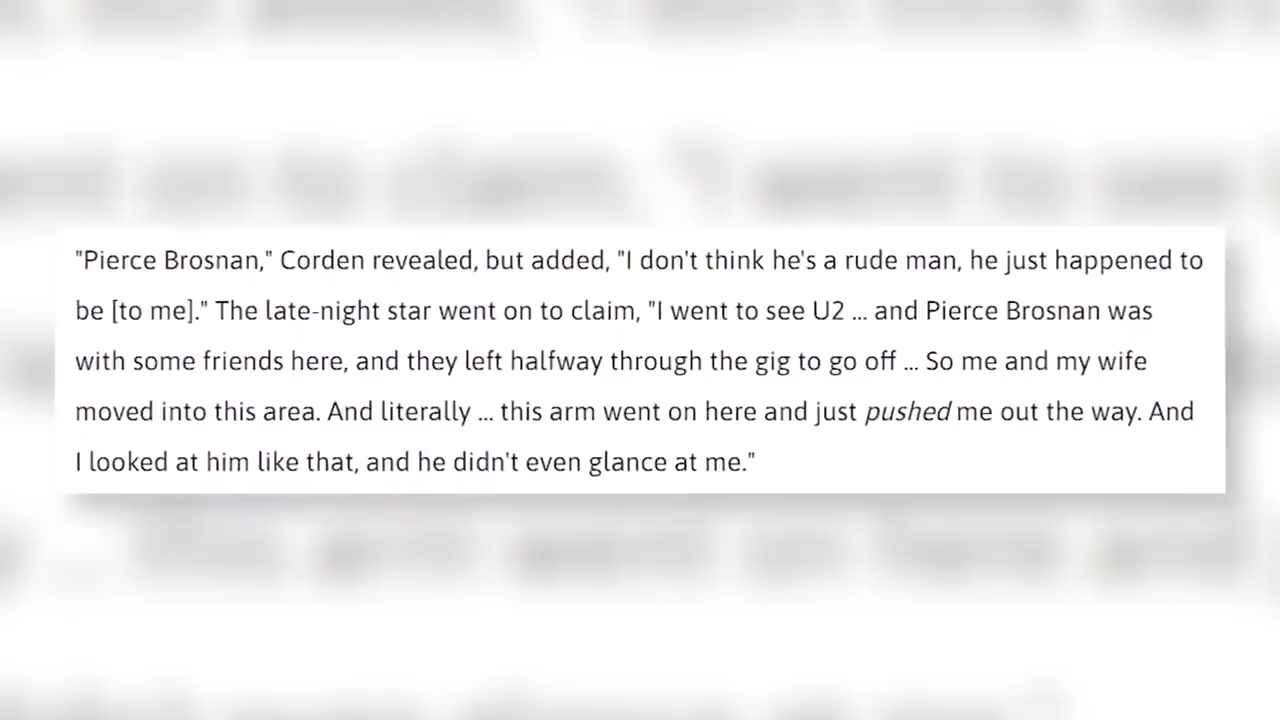 "Pierce Brosnan," Corden revealed, but added, "I don't think he's a rude man, he just happened to
be [to me]." The late-night star went on to claim, "I went to see U2 ... and Pierce Brosnan was
with some friends here, and they left halfway through the gig to go off ... So me and my wife
moved into this area. And literally ... this arm went on here and just pushed me out the way. And
I looked at him like that, and he didn't even glance at me."